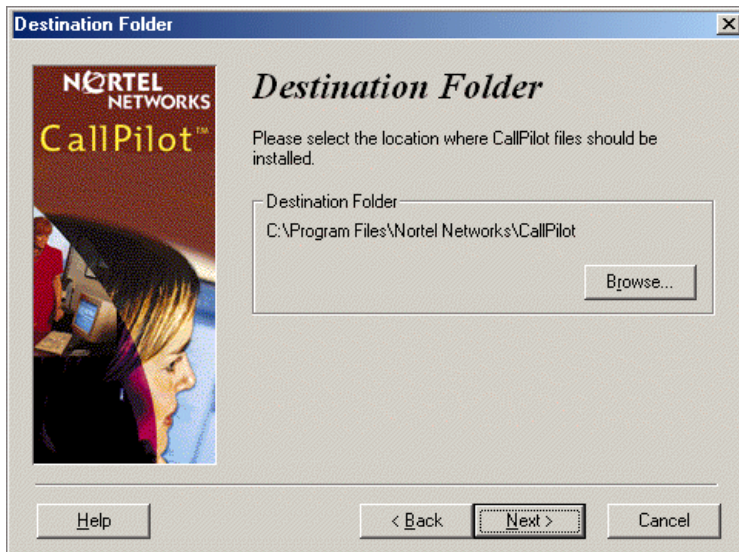 Destination Folder
NORTEL
NETWORKS
CallPilot™
Destination Folder
Please select the location where CallPilot files should be
installed.
Destination Folder
C:\Program Files\Nortel Networks\CallPilot
Browse...
Help
< Back
Next >
Cancel